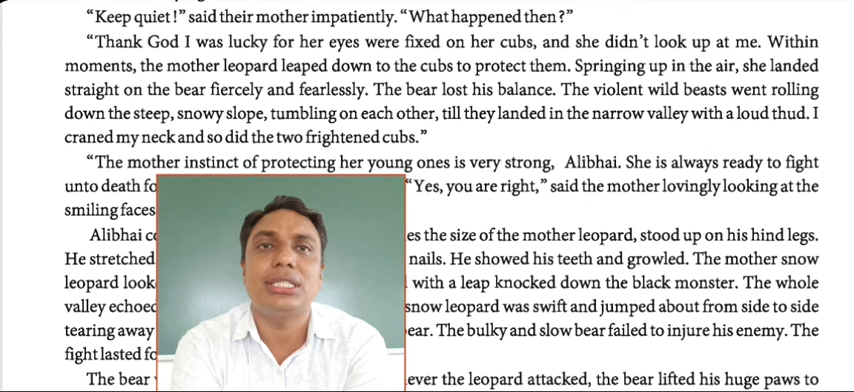 “Keep quiet!” said their mother impatiently. “What happened then?”
“Thank God I was lucky for her eyes were fixed on her cubs, and she didn’t look up at me. Within
moments, the mother leopard leaped down to the cubs to protect them. Springing up in the air, she landed
straight on the bear fiercely and fearlessly. The bear lost his balance. The violent wild beasts went rolling
down the steep, snowy slope, tumbling on each other, till they landed in the narrow valley with a loud thud. I
craned my neck and so did the two frightened cubs.”
“The mother instinct of protecting her young ones is very strong, Alibhai. She is always ready to fight
unto death “Yes, you are right,” said the mother lovingly looking at the
smiling faces
Alibhai the size of the mother leopard, stood up on his hind legs.
He stretched nails. He showed his teeth and growled. The mother snow
leopard with a leap knocked down the black monster. The whole
valley snow leopard was swift and jumped about from side to side
tearing away The bulky and slow bear failed to injure his enemy. The
fight lasted
The bear the leopard attacked, the bear lifted his huge paws to